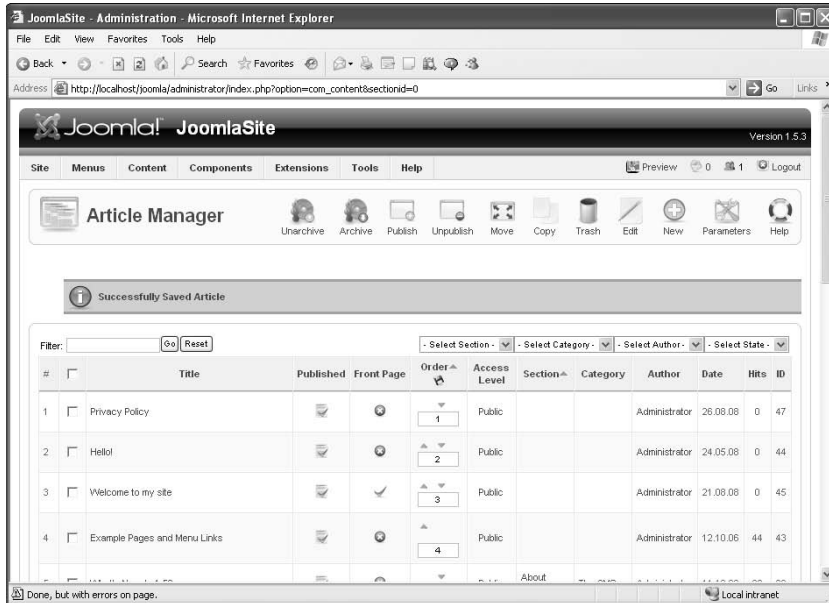 JoomlaSite - Administration - Microsoft Internet Explorer
File Edit View Favorites Tools Help
Back Search Favorites
Address http://localhost/joomla/administrator/index.php?option=com_content&sectionid=0 Go Links
Joomla! JoomlaSite
Version 1.5.3
Site Menus Content Components Extensions Tools Help Preview 0 1 Logout
Article Manager
Unarchive Archive Publish Unpublish Move Copy Trash Edit New Parameters Help
Successfully Saved Article
Filter: Go Reset - Select Section - - Select Category - - Select Author - - Select State -
# Title Published Front Page Order Access Level Section Category Author Date Hits ID
1 Privacy Policy 1 Public Administrator 26.08.08 0 47
2 Hello! 2 Public Administrator 24.05.08 0 44
3 Welcome to my site 3 Public Administrator 21.08.08 0 45
4 Example Pages and Menu Links 4 Public Administrator 12.10.06 44 43
About
Done, but with errors on page. Local intranet